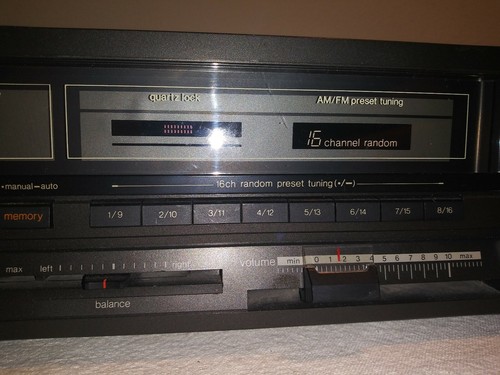 quartz lock
AM/FM preset tuning
16 channel random
•manual–auto
16ch random preset tuning(+/–)
memory
1/9 2/10 3/11 4/12 5/13 6/14 7/15 8/16
max left right volume min 0 1 2 3 4 5 6 7 8 9 10 max
balance